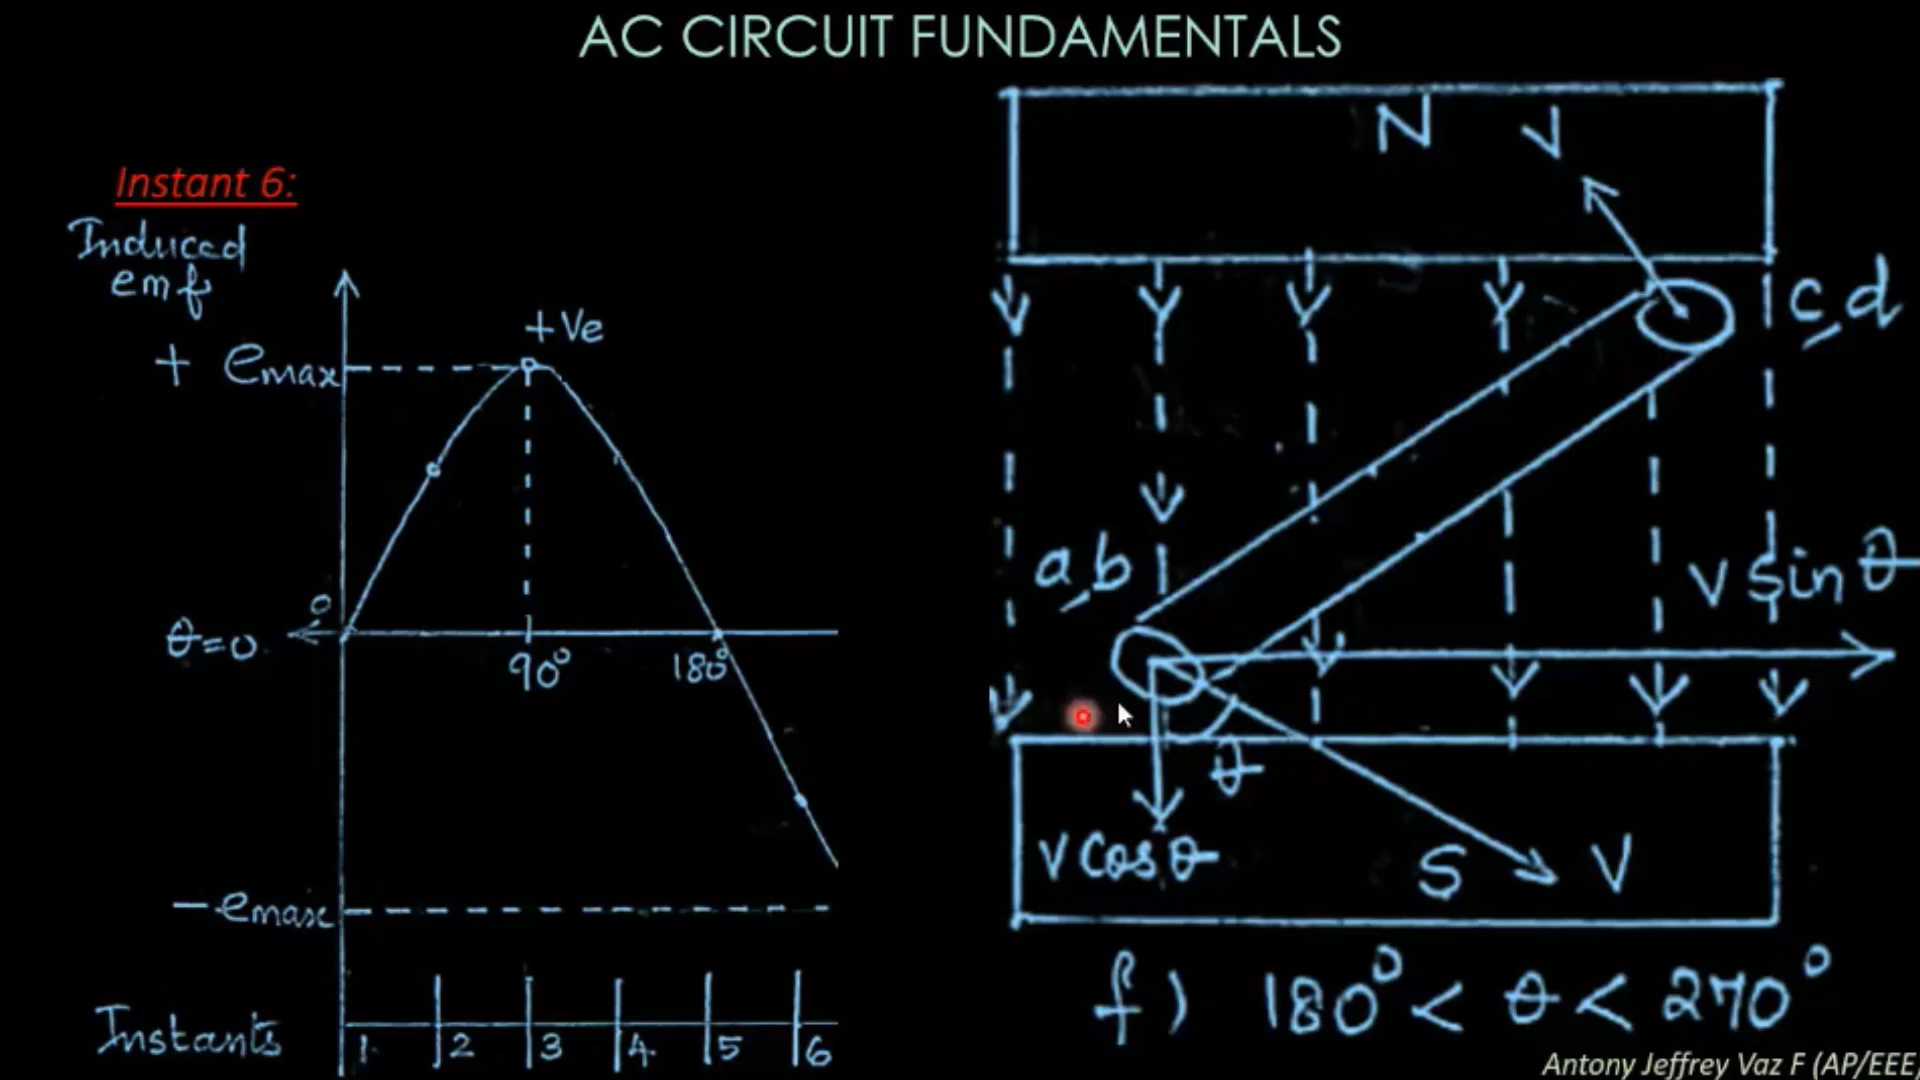 AC CIRCUIT FUNDAMENTALS
Instant 6:
Induced
emf
+ emax
+Ve
0
θ=0
90°
180°
- emax
Instants 1 2 3 4 5 6
N V
c,d
a,b
V Sin θ
θ
V Cos θ
S V
f) 180° < θ < 270°
Antony Jeffrey Vaz F (AP/EEE)